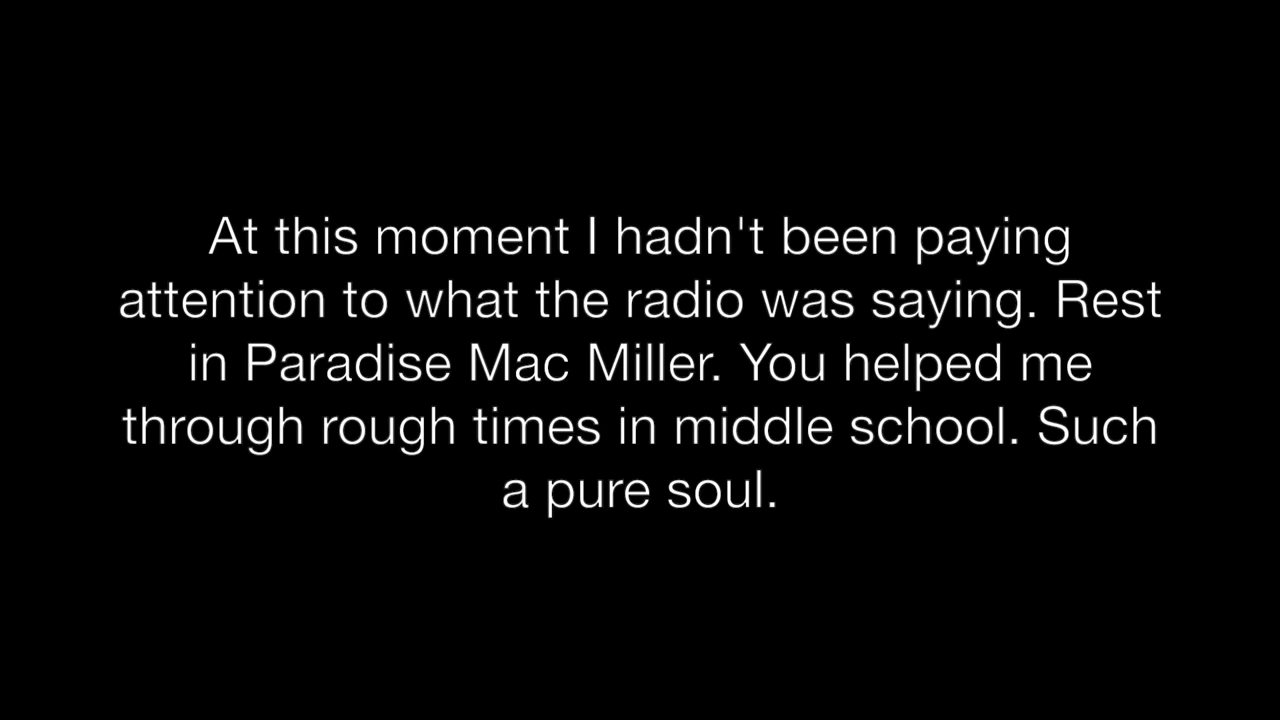 At this moment I hadn't been paying
attention to what the radio was saying. Rest
in Paradise Mac Miller. You helped me
through rough times in middle school. Such
a pure soul.